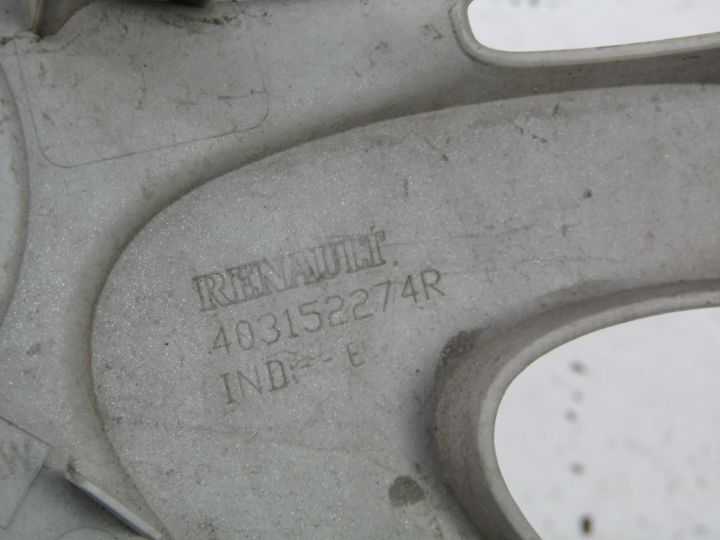 RENAULT
403152274R
IND:-- E
W